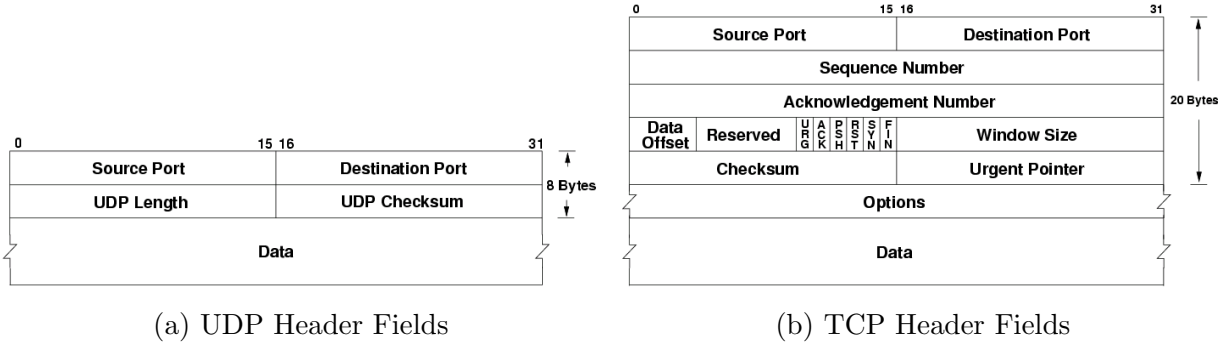 0 15 16 31
Source Port Destination Port
UDP Length UDP Checksum
8 Bytes
Data
(a) UDP Header Fields
0 15 16 31
Source Port Destination Port
Sequence Number
Acknowledgement Number
20 Bytes
Data Offset Reserved URG ACK PSH RST SYN FIN Window Size
Checksum Urgent Pointer
Options
Data
(b) TCP Header Fields